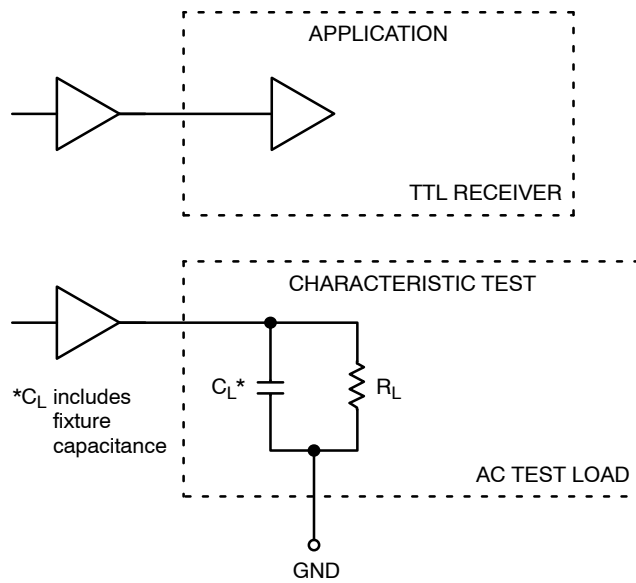 APPLICATION
TTL RECEIVER
CHARACTERISTIC TEST
*CL includes
fixture
capacitance
CL*
RL
AC TEST LOAD
GND